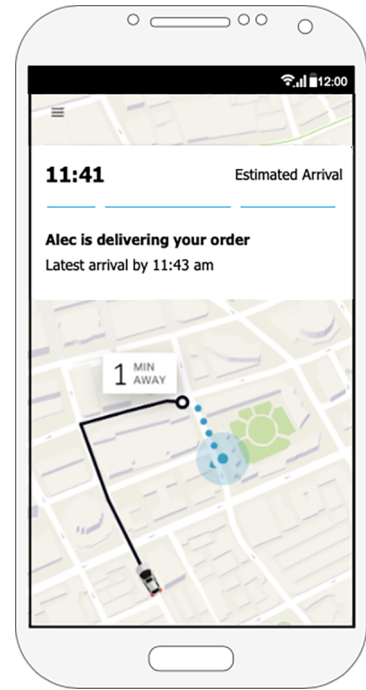 12:00
11:41
Estimated Arrival
Alec is delivering your order
Latest arrival by 11:43 am
1 MIN
AWAY